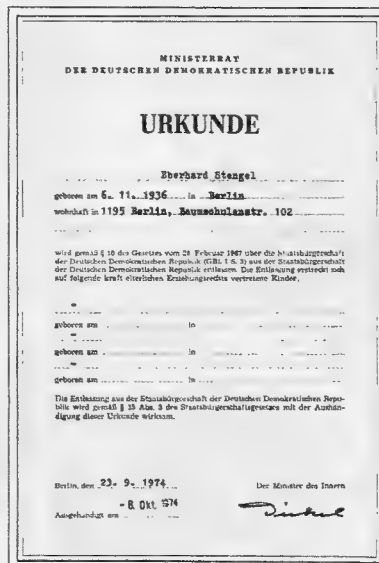 MINISTERRAT
DER DEUTSCHEN DEMOKRATISCHEN REPUBLIK
URKUNDE
Eberhard Stengel
geboren am 6. 11. 1936 in Berlin
wohnhaft in 1195 Berlin, Baumschulenstr. 102
wird gemäß § 10 des Gesetzes vom 20. Februar 1967 über die Staatsbürgerschaft
der Deutschen Demokratischen Republik (GBl. I S. 3) aus der Staatsbürgerschaft
der Deutschen Demokratischen Republik entlassen. Die Entlassung erstreckt sich
auf folgende kraft elterlichen Erziehungsrechts vertretene Kinder.
geboren am in
geboren am in
geboren am in
Die Entlassung aus der Staatsbürgerschaft der Deutschen Demokratischen Repu-
blik wird gemäß § 15 Abs. 3 des Staatsbürgerschaftsgesetzes mit der Aushän-
digung dieser Urkunde wirksam.
Berlin, den 23. 9. 1974 Der Minister des Innern
Ausgehändigt am - 8. Okt. 1974 Dickel